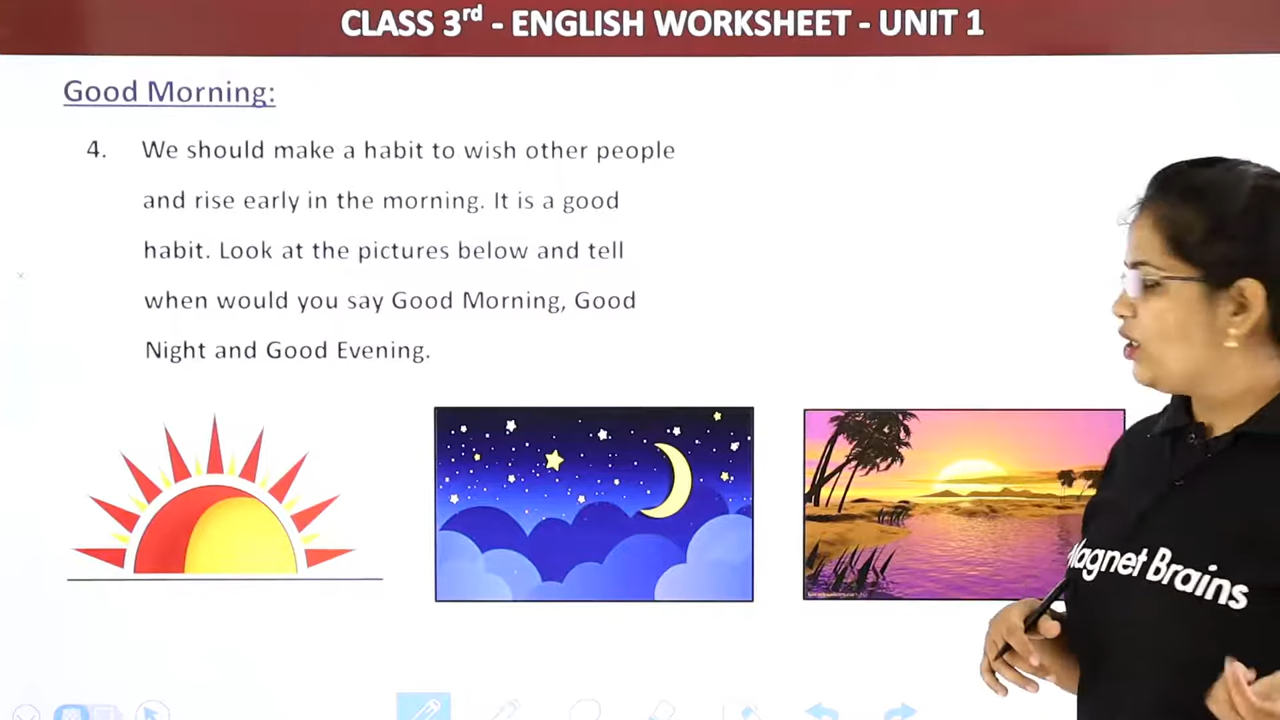 CLASS 3rd - ENGLISH WORKSHEET - UNIT 1
Good Morning:
4. We should make a habit to wish other people
and rise early in the morning. It is a good
habit. Look at the pictures below and tell
when would you say Good Morning, Good
Night and Good Evening.
Magnet Brains